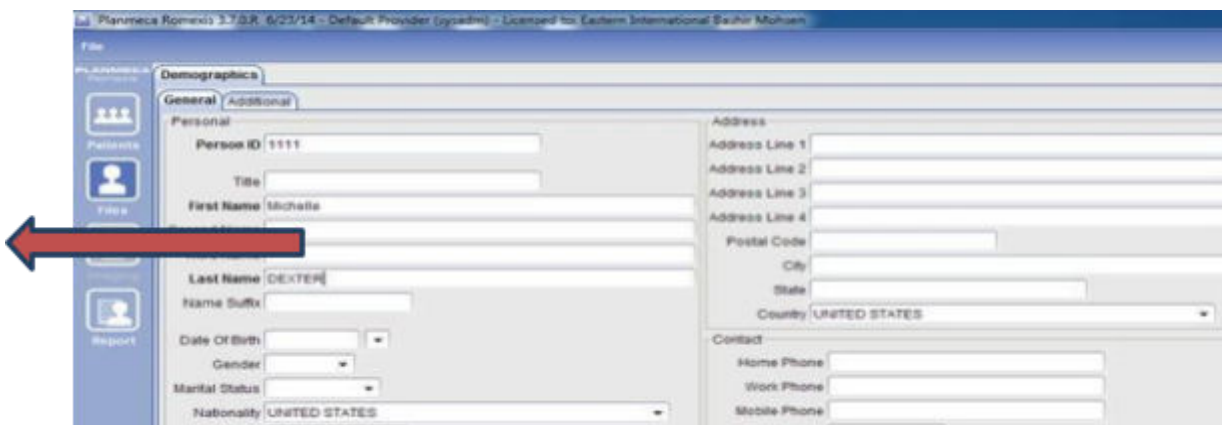 Planmeca Romexis 3.7.0.R 6/23/14 - Default Provider (sysadm) - Licensed to: Eastern International Bashir Mohsen
File
PLANMECA
Romexis
Demographics
General Additional
Patients
Files
Report
Personal
Person ID 1111
Title
First Name Michelle
Last Name DEXTER
Name Suffix
Date Of Birth
Gender
Marital Status
Nationality UNITED STATES
Address
Address Line 1
Address Line 2
Address Line 3
Address Line 4
Postal Code
City
State
Country UNITED STATES
Contact
Home Phone
Work Phone
Mobile Phone